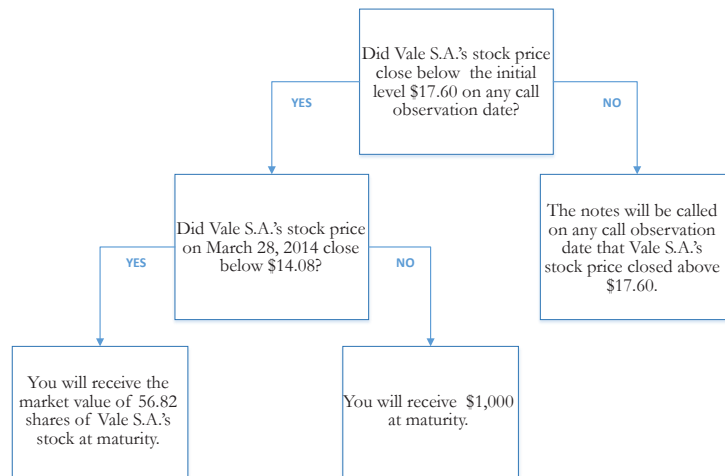 Did Vale S.A.'s stock price
close below the initial
level $17.60 on any call
observation date?
YES
NO
Did Vale S.A.'s stock price
on March 28, 2014 close
below $14.08?
The notes will be called
on any call observation
date that Vale S.A.'s
stock price closed above
$17.60.
YES
NO
You will receive the
market value of 56.82
shares of Vale S.A.'s
stock at maturity.
You will receive $1,000
at maturity.